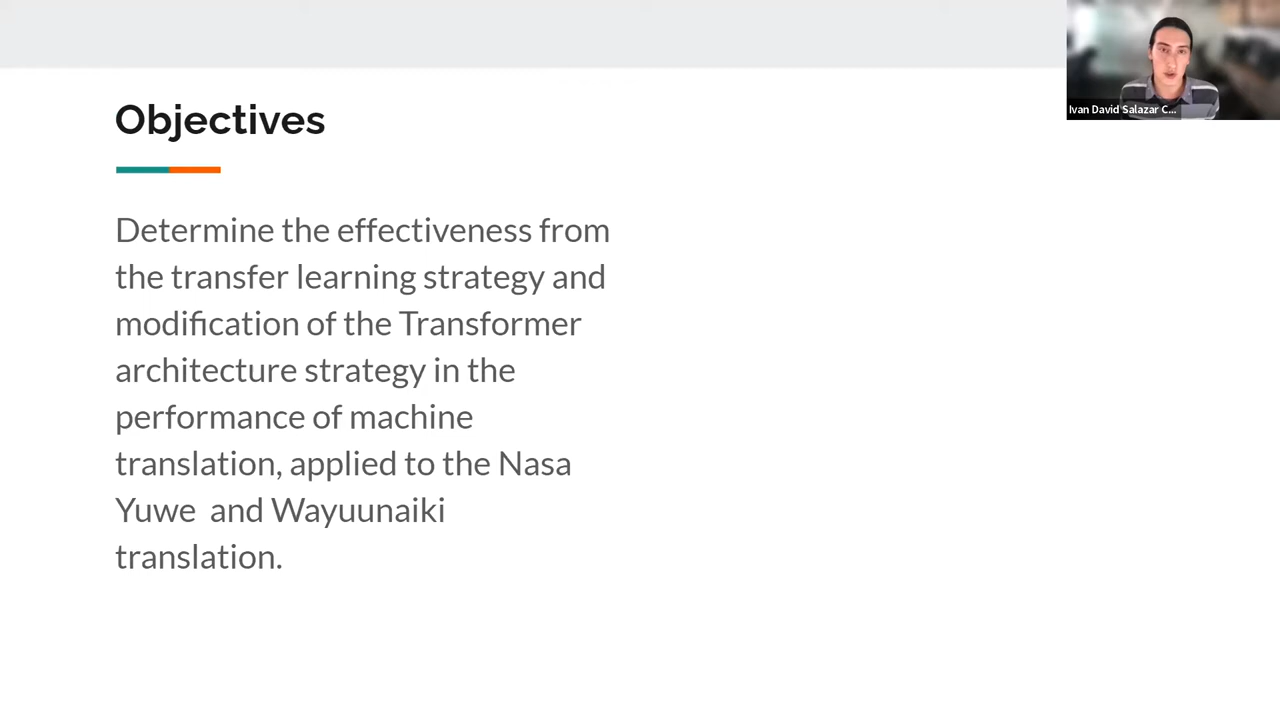 Objectives
Determine the effectiveness from
the transfer learning strategy and
modification of the Transformer
architecture strategy in the
performance of machine
translation, applied to the Nasa
Yuwe  and Wayuunaiki
translation.
Ivan David Salazar C...